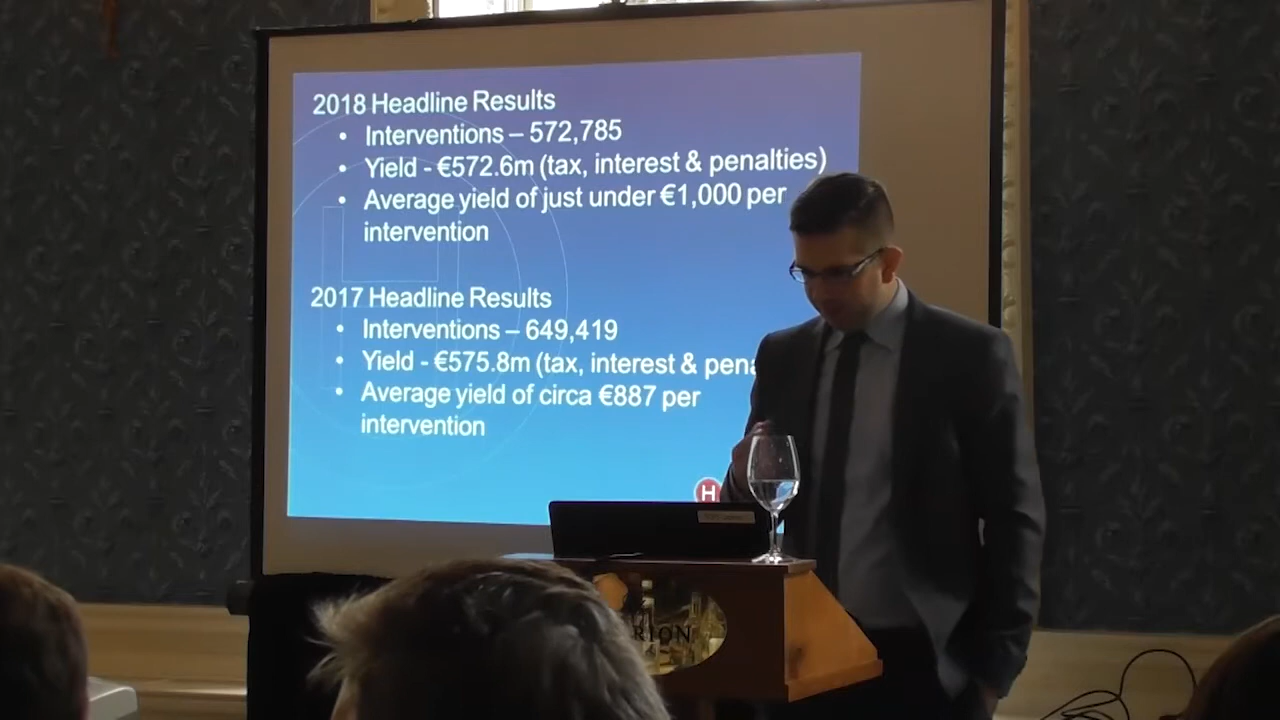 2018 Headline Results
• Interventions – 572,785
• Yield - €572.6m (tax, interest & penalties)
• Average yield of just under €1,000 per
intervention
2017 Headline Results
• Interventions – 649,419
• Yield - €575.8m (tax, interest & pena
• Average yield of circa €887 per
intervention
H
RION